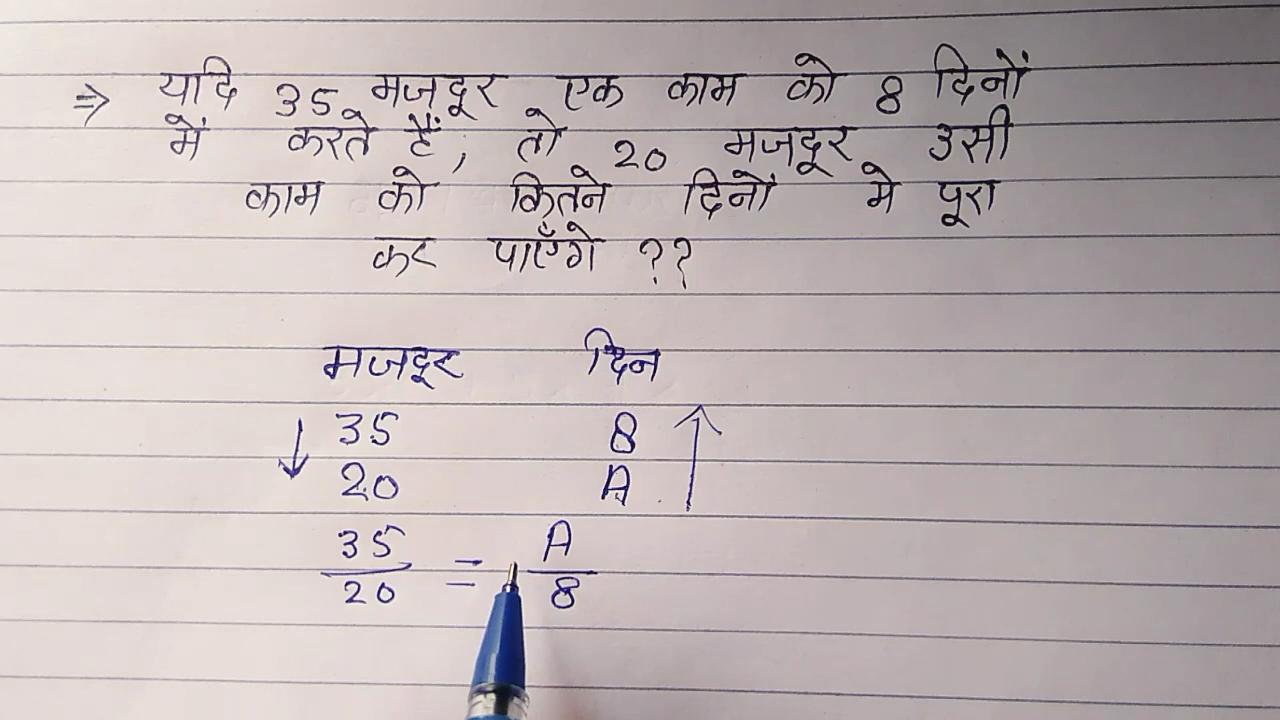 ⇒ यदि 35 मजदूर एक काम को 8 दिनों
में करते हैं, तो 20 मजदूर उसी
काम को कितने दिनों मे पूरा
कर पाएँगे ??
मजदूर दिन
↓ 35 8 ↑
20 A
35/20 = A/8